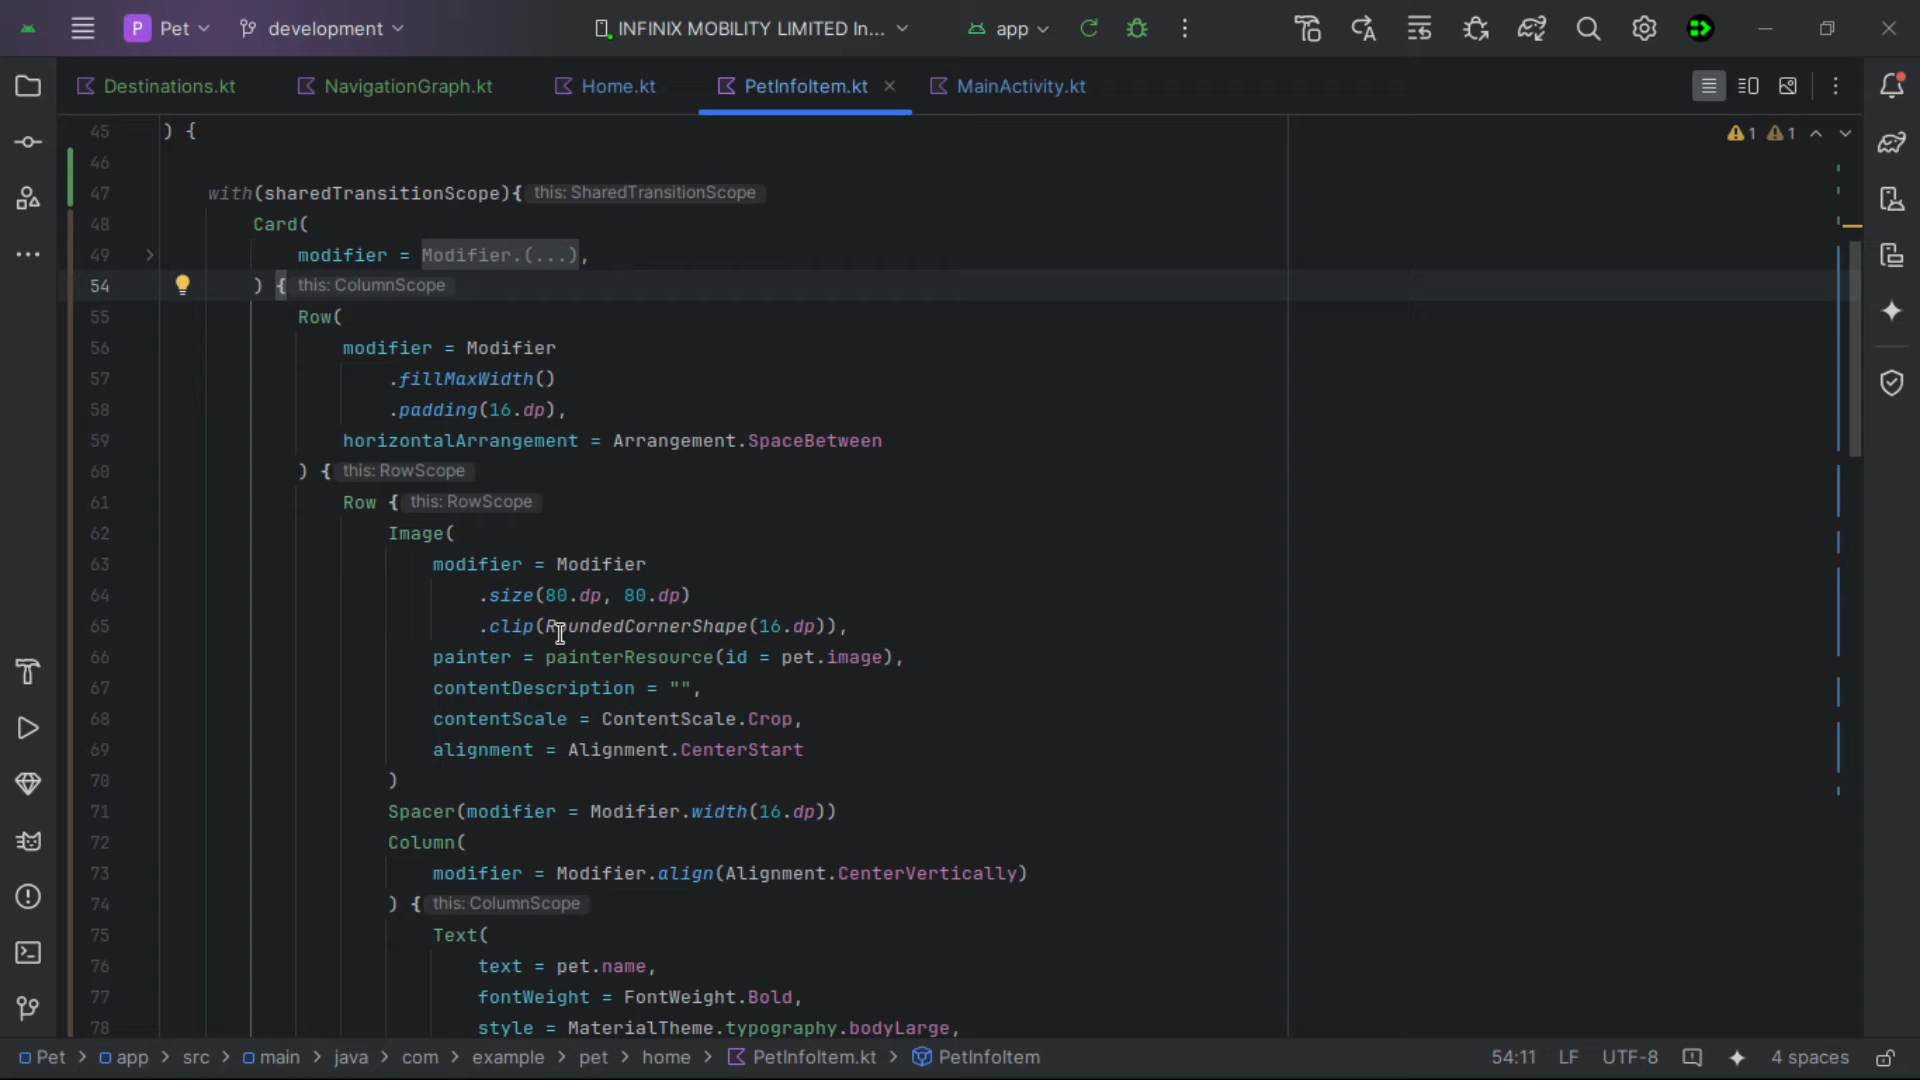 P Pet development INFINIX MOBILITY LIMITED In... app
Destinations.kt NavigationGraph.kt Home.kt PetInfoItem.kt MainActivity.kt
45 ) {
1 1
46
47 with(sharedTransitionScope){ this: SharedTransitionScope
48 Card(
49 modifier = Modifier.(...),
54 ) { this: ColumnScope
55 Row(
56 modifier = Modifier
57 .fillMaxWidth()
58 .padding(16.dp),
59 horizontalArrangement = Arrangement.SpaceBetween
60 ) { this: RowScope
61 Row { this: RowScope
62 Image(
63 modifier = Modifier
64 .size(80.dp, 80.dp)
65 .clip(RoundedCornerShape(16.dp)),
66 painter = painterResource(id = pet.image),
67 contentDescription = "",
68 contentScale = ContentScale.Crop,
69 alignment = Alignment.CenterStart
70 )
71 Spacer(modifier = Modifier.width(16.dp))
72 Column(
73 modifier = Modifier.align(Alignment.CenterVertically)
74 ) { this: ColumnScope
75 Text(
76 text = pet.name,
77 fontWeight = FontWeight.Bold,
78 style = MaterialTheme.typography.bodyLarge,
Pet > app > src > main > java > com > example > pet > home > PetInfoItem.kt > PetInfoItem 54:11 LF UTF-8 4 spaces